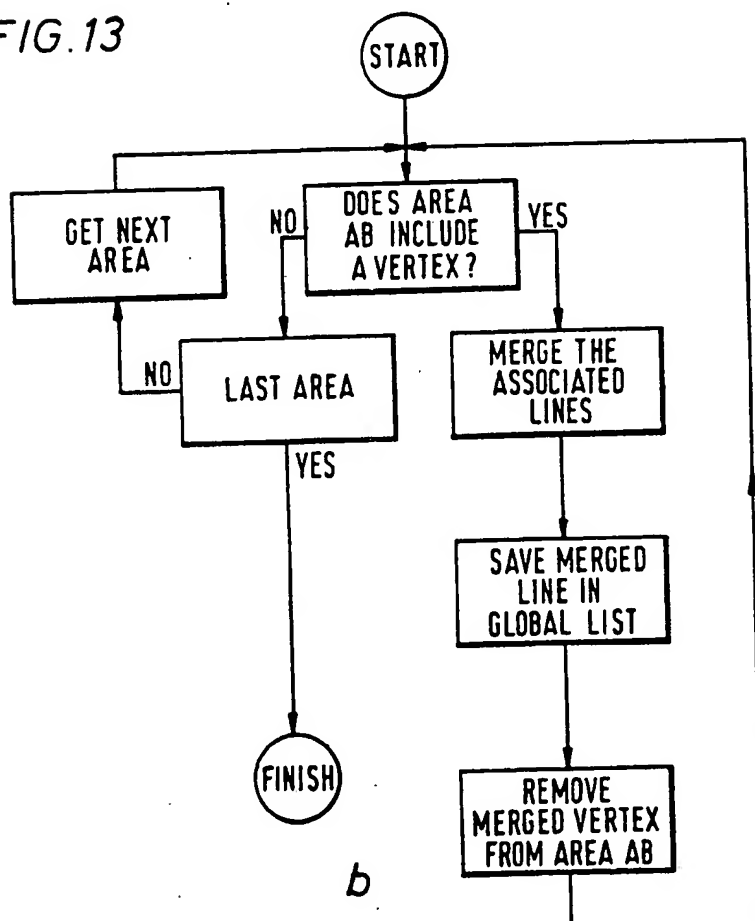 FIG.13
START
GET NEXT
AREA
NO
DOES AREA
AB INCLUDE
A VERTEX?
YES
NO
LAST AREA
YES
MERGE THE
ASSOCIATED
LINES
SAVE MERGED
LINE IN
GLOBAL LIST
FINISH
REMOVE
MERGED VERTEX
FROM AREA AB
b